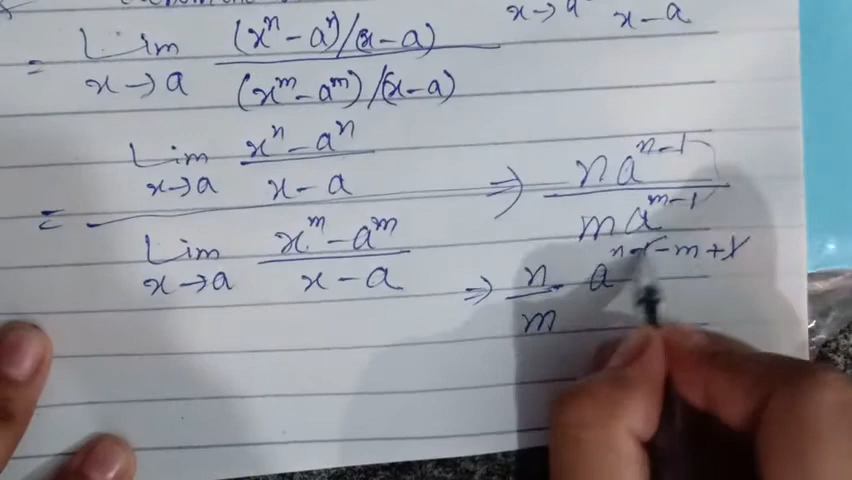 x→a x-a
= Lim (xⁿ-aⁿ)/(x-a)
x→a (xᵐ-aᵐ)/(x-a)
Lim xⁿ-aⁿ
x→a x-a
=
Lim xᵐ-aᵐ
x→a x-a
⇒ naⁿ⁻¹
maᵐ⁻¹
⇒ n aⁿ⁻¹⁻ᵐ⁺¹
m